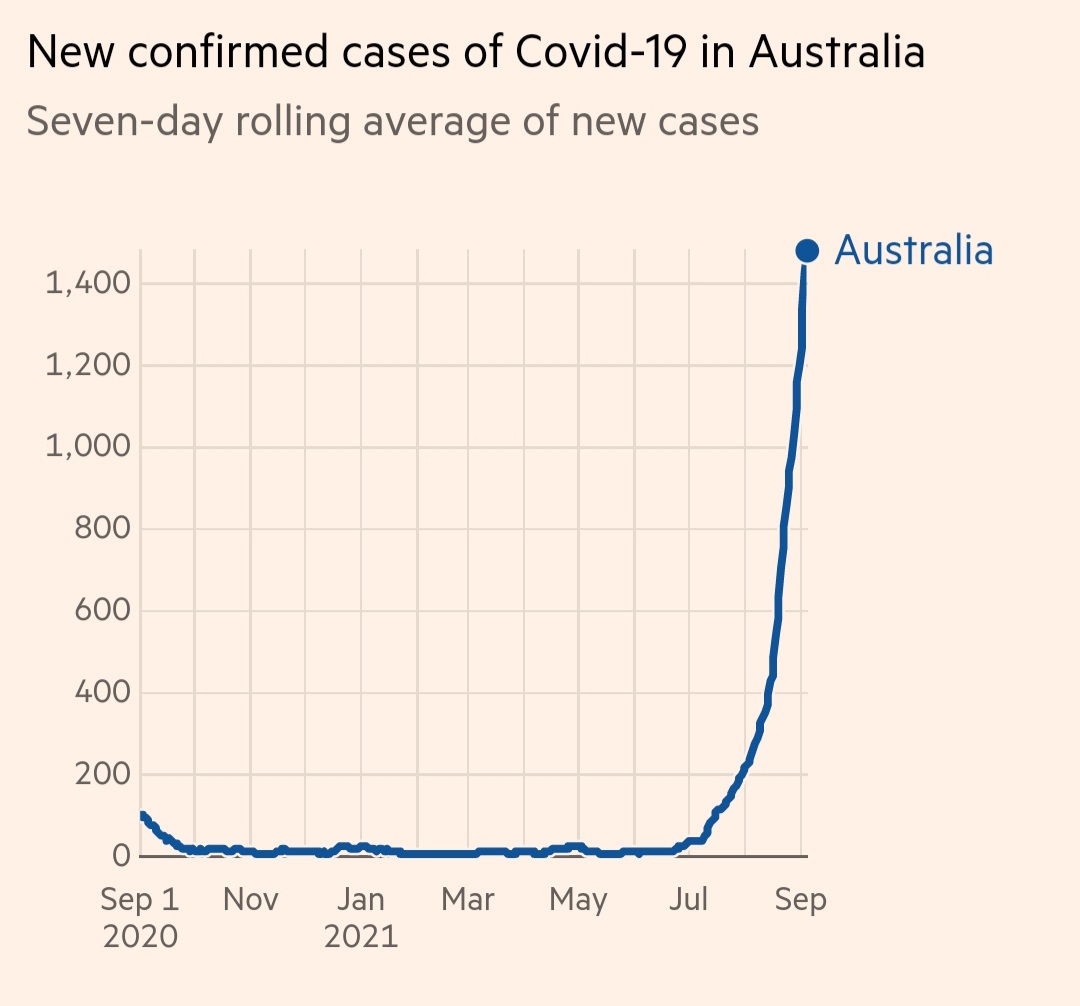 New confirmed cases of Covid-19 in Australia
Seven-day rolling average of new cases
Australia
1,400
1,200
1,000
800
600
400
200
0
Sep 1 Nov Jan Mar May Jul Sep
2020 2021